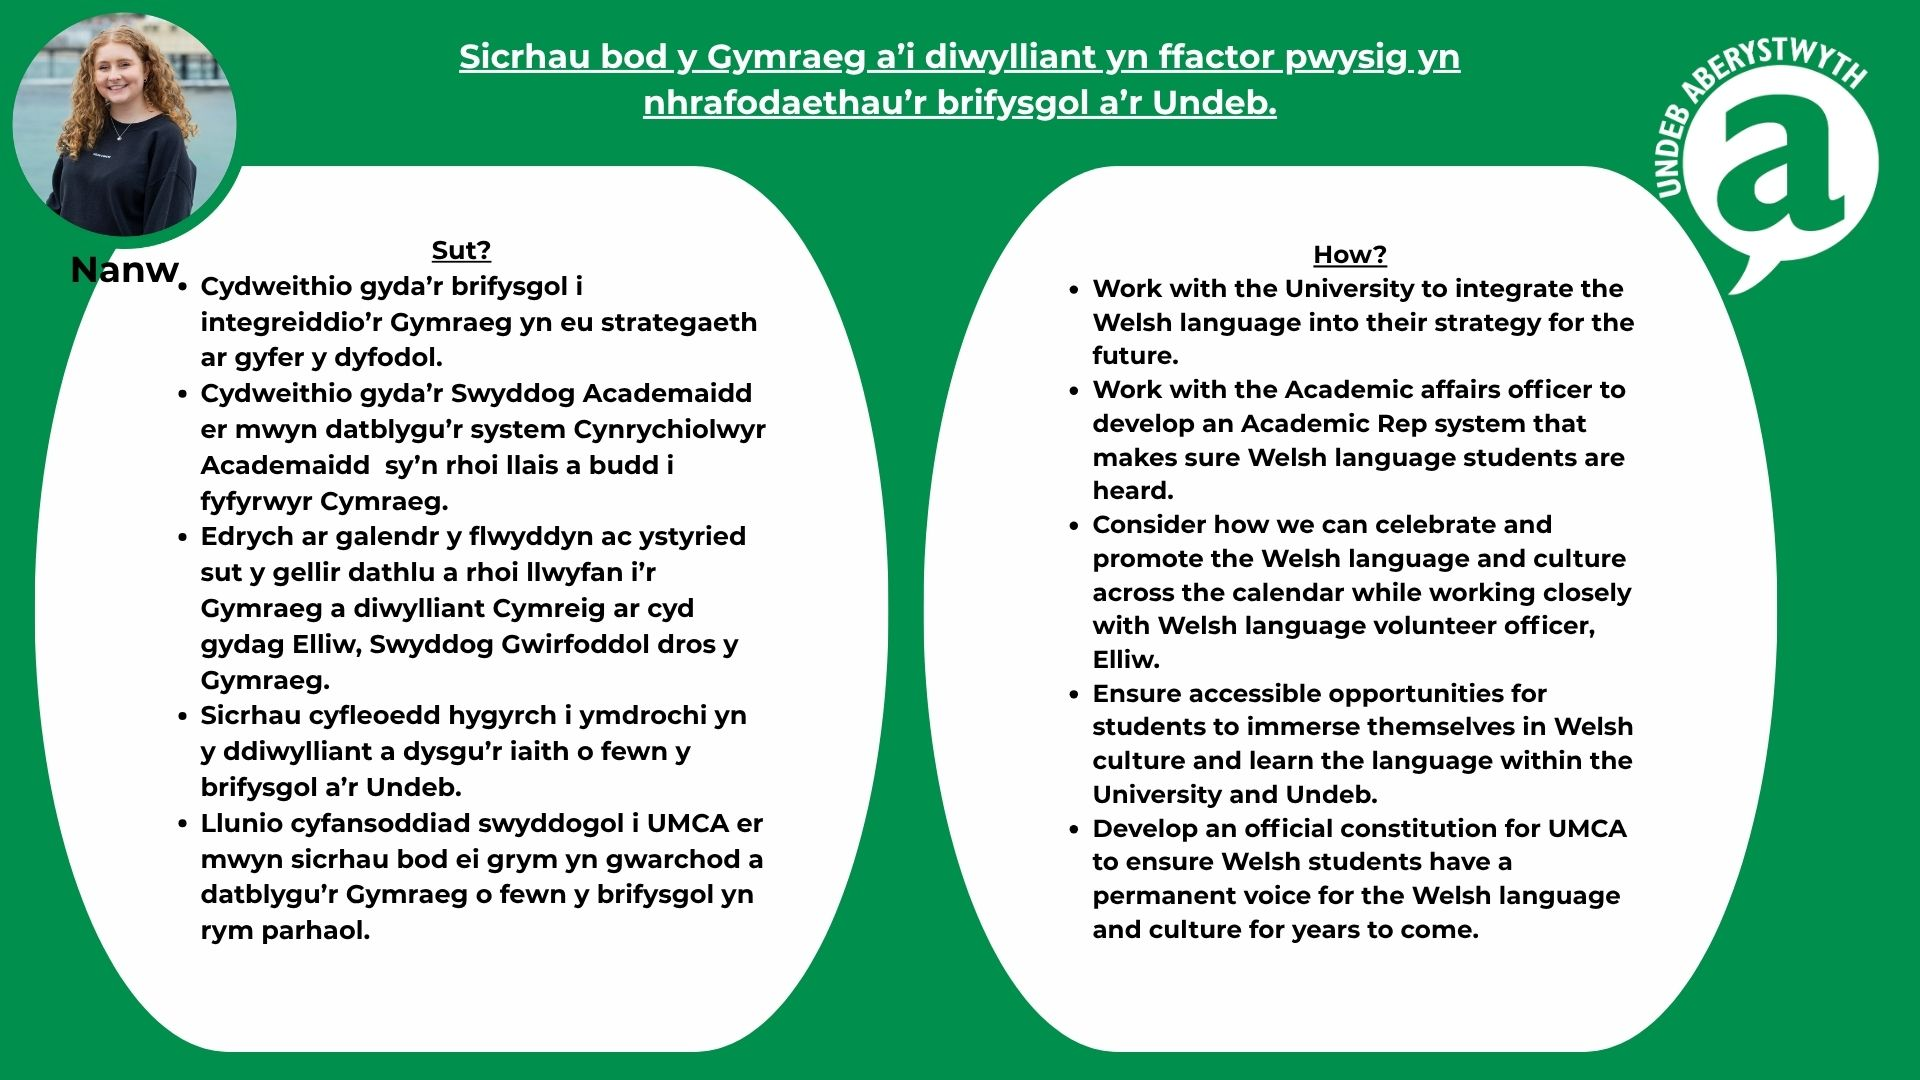 Sicrhau bod y Gymraeg a’i diwylliant yn ffactor pwysig yn
nhrafodaethau’r brifysgol a’r Undeb.
UNDEB ABERYSTWYTH
a
Nanw
Sut?
• Cydweithio gyda’r brifysgol i
integreiddio’r Gymraeg yn eu strategaeth
ar gyfer y dyfodol.
• Cydweithio gyda’r Swyddog Academaidd
er mwyn datblygu’r system Cynrychiolwyr
Academaidd  sy’n rhoi llais a budd i
fyfyrwyr Cymraeg.
• Edrych ar galendr y flwyddyn ac ystyried
sut y gellir dathlu a rhoi llwyfan i’r
Gymraeg a diwylliant Cymreig ar cyd
gydag Elliw, Swyddog Gwirfoddol dros y
Gymraeg.
• Sicrhau cyfleoedd hygyrch i ymdrochi yn
y ddiwylliant a dysgu’r iaith o fewn y
brifysgol a’r Undeb.
• Llunio cyfansoddiad swyddogol i UMCA er
mwyn sicrhau bod ei grym yn gwarchod a
datblygu’r Gymraeg o fewn y brifysgol yn
rym parhaol.
How?
• Work with the University to integrate the
Welsh language into their strategy for the
future.
• Work with the Academic affairs officer to
develop an Academic Rep system that
makes sure Welsh language students are
heard.
• Consider how we can celebrate and
promote the Welsh language and culture
across the calendar while working closely
with Welsh language volunteer officer,
Elliw.
• Ensure accessible opportunities for
students to immerse themselves in Welsh
culture and learn the language within the
University and Undeb.
• Develop an official constitution for UMCA
to ensure Welsh students have a
permanent voice for the Welsh language
and culture for years to come.